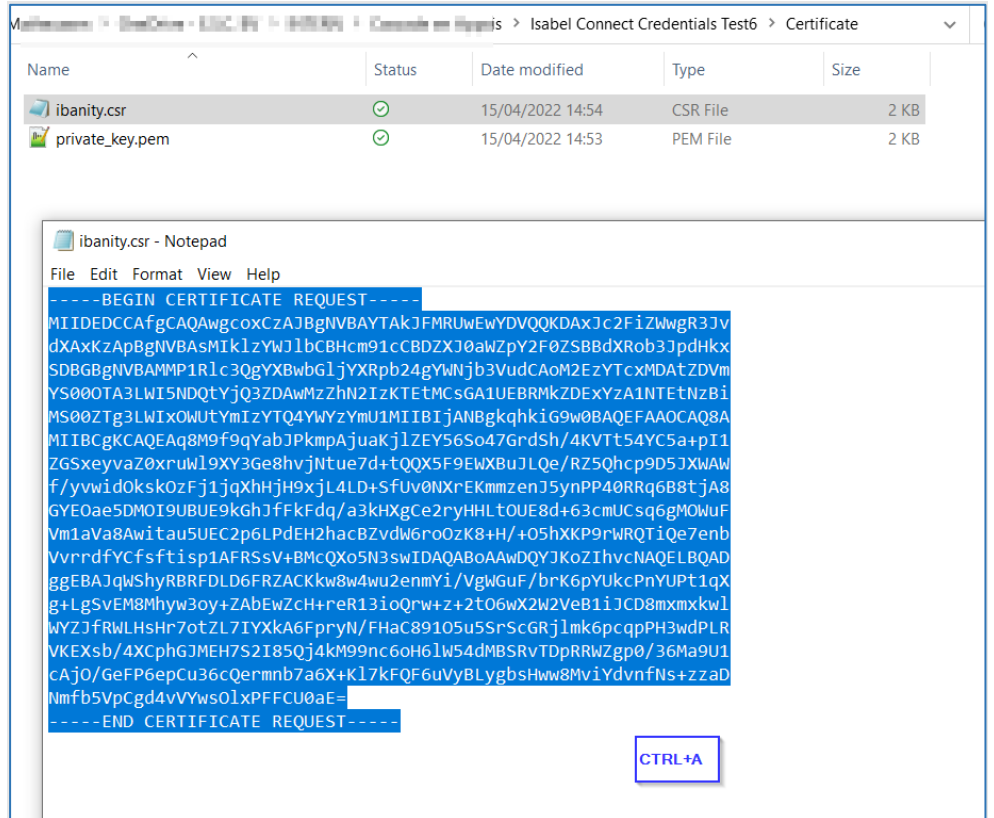 > Isabel Connect Credentials Test6 > Certificate
Name Status Date modified Type Size
ibanity.csr 15/04/2022 14:54 CSR File 2 KB
private_key.pem 15/04/2022 14:53 PEM File 2 KB
ibanity.csr - Notepad
File Edit Format View Help
-----BEGIN CERTIFICATE REQUEST-----
MIIDEDCCAfgCAQAwgcoxCzAJBgNVBAYTAkJFMRUwEwYDVQQKDAxJc2FiZWwgR3Jv
dXAxKzApBgNVBAsMIklzYWJlbCBHcm91cCBDZXJ0aWZpY2F0ZSBBdXRob3JpdHkx
SDBGBgNVBAMMP1Rlc3QgYXBwbGljYXRpb24gYWNjb3VudCAoM2EzYTcxMDAtZDVm
YS00OTA3LWI5NDQtYjQ3ZDAwMzZhN2IzKTEtMCsGA1UEBRMkZDExYzA1NTEtNzBi
MS00ZTg3LWIxOWUtYmIzYTQ4YWYzYmU1MIIBIjANBgkqhkiG9w0BAQEFAAOCAQ8A
MIIBCgKCAQEAq8M9f9qYabJPkmpAjuaKjlZEY56So47GrdSh/4KVTt54YC5a+pI1
ZGSxeyvaZ0xruWl9XY3Ge8hvjNtue7d+tQQX5F9EWXBuJLQe/RZ5Qhcp9D5JXWAW
f/yvwidOkskOzFj1jqXhHjH9xjL4LD+SfUv0NXrEKmmzenJ5ynPP40RRq6B8tjA8
GYEOae5DMOI9UBUE9kGhJfFkFdq/a3kHXgCe2ryHHLtOUE8d+63cmUCsq6gMOWuF
Vm1aVa8Awitau5UEC2p6LPdEH2hacBZvdW6roOzK8+H/+O5hXKP9rWRQTiQe7enb
VvrrdfYCfsftisp1AFRSsV+BMcQXo5N3swIDAQABoAAwDQYJKoZIhvcNAQELBQAD
ggEBAJqWShyRBRFDLD6FRZACKkw8w4wu2enmYi/VgWGuF/brK6pYUkcPnYUPt1qX
g+LgSvEM8Mhyw3oy+ZAbEwZcH+reR13ioQrw+z+2tO6wX2W2VeB1iJCD8mxmxkwl
WYZJfRWLHsHr7otZL7IYXkA6FpryN/FHaC891O5u5SrScGRjlmk6pcqpPH3wdPLR
VKEXsb/4XCphGJMEH7S2I85Qj4kM99nc6oH6lW54dMBSRvTDpRRWZgp0/36Ma9U1
cAjO/GeFP6epCu36cQermnb7a6X+Kl7kFQF6uVyBLygbsHww8MviYdvnfNs+zzaD
Nmfb5VpCgd4vVYwsOlxPFFCU0aE=
-----END CERTIFICATE REQUEST-----
CTRL+A